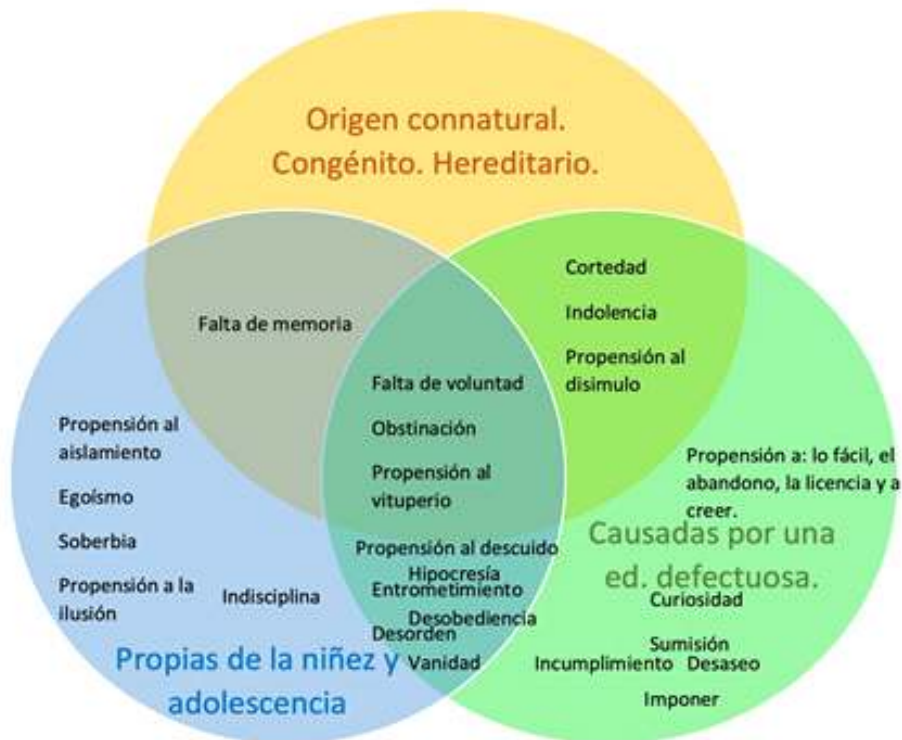 Origen connatural.
Congénito. Hereditario.
Cortedad
Indolencia
Propensión al
disimulo
Falta de memoria
Falta de voluntad
Obstinación
Propensión al
vituperio
Propensión al
aislamiento
Egoísmo
Soberbia
Propensión a la
ilusión
Indisciplina
Propensión a: lo fácil, el
abandono, la licencia y a
creer.
Causadas por una
ed. defectuosa.
Propensión al descuido
Hipocresía
Entrometimiento
Desobediencia
Desorden
Vanidad
Curiosidad
Sumisión
Incumplimiento Desaseo
Imponer
Propias de la niñez y
adolescencia